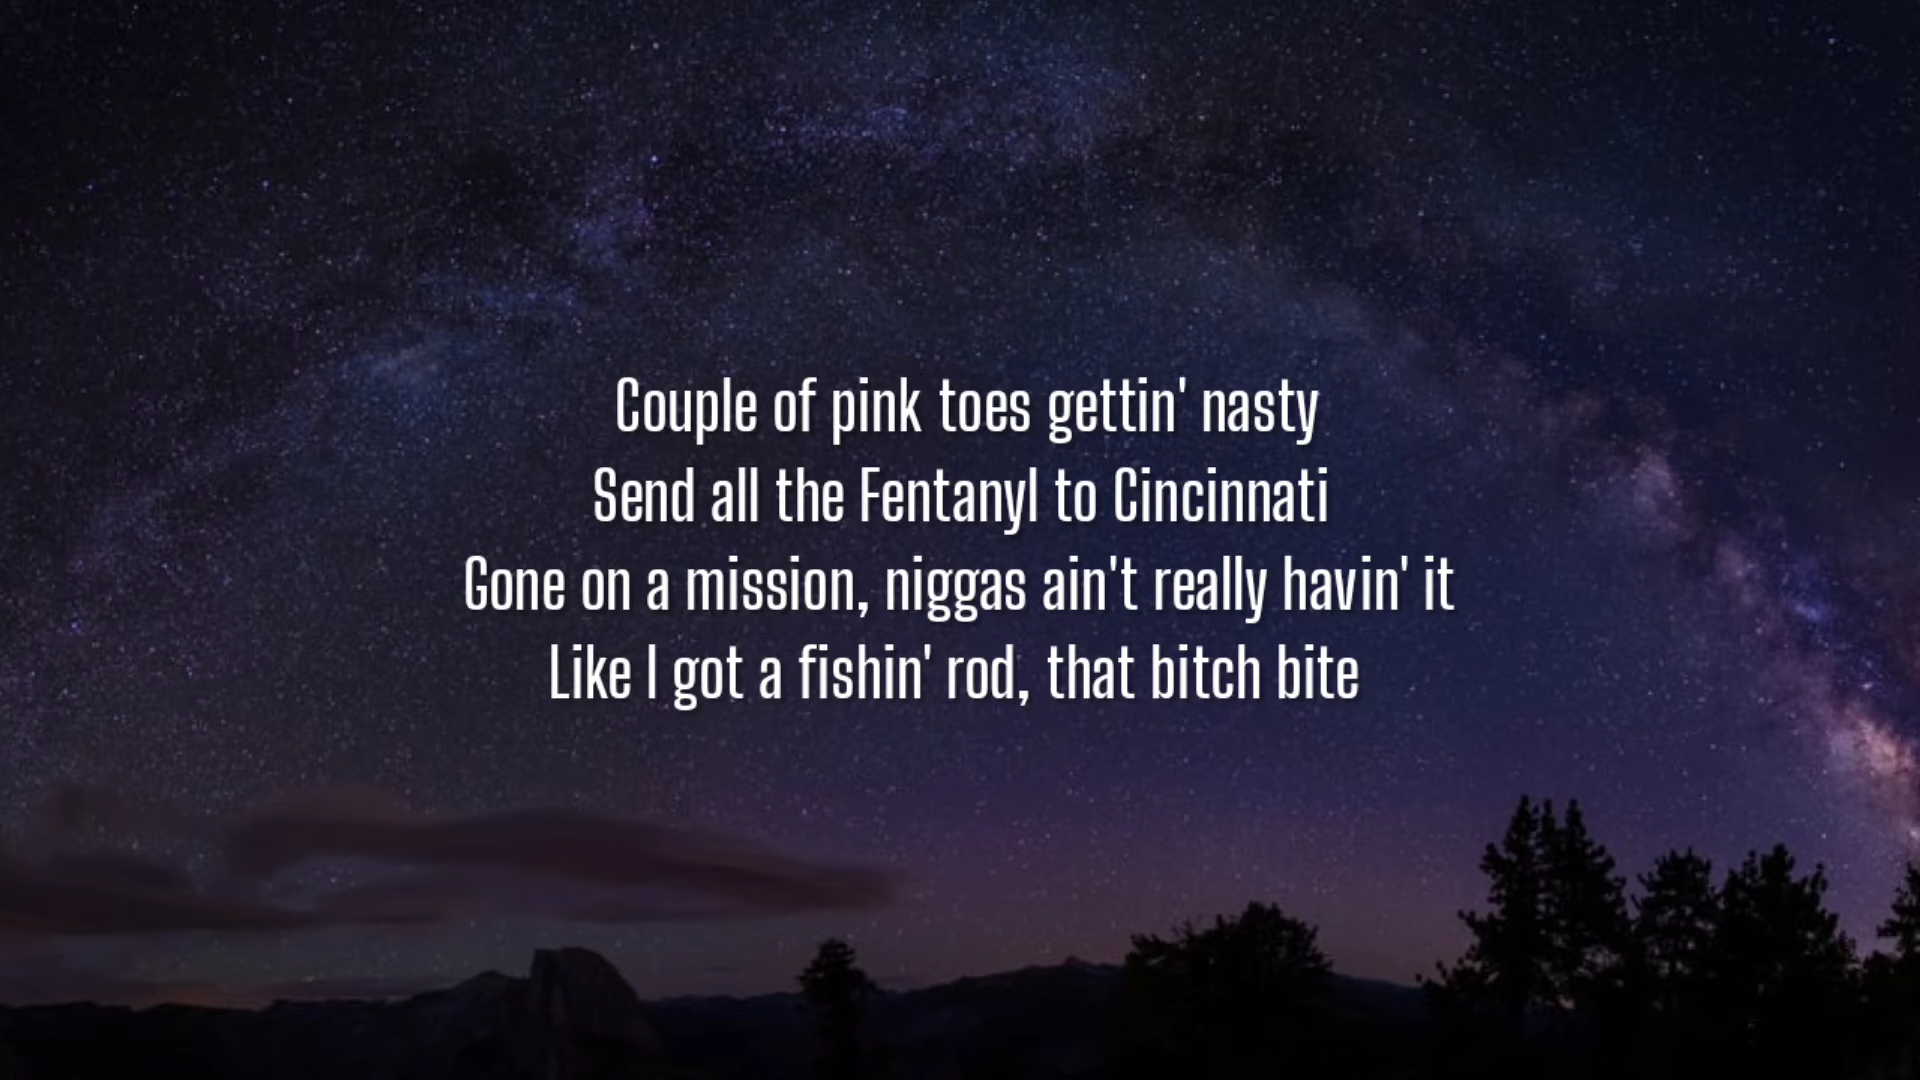 Couple of pink toes gettin' nasty
Send all the Fentanyl to Cincinnati
Gone on a mission, niggas ain't really havin' it
Like I got a fishin' rod, that bitch bite